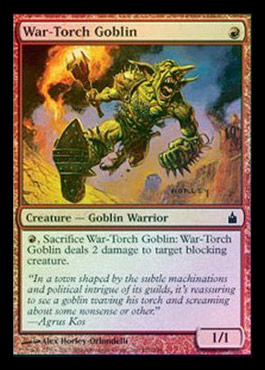 War-Torch Goblin
HORLEY
Creature — Goblin Warrior
, Sacrifice War-Torch Goblin: War-Torch
Goblin deals 2 damage to target blocking
creature.
"In a town shaped by the subtle machinations
and political intrigue of its guilds, it's reassuring
to see a goblin waving his torch and screaming
about some nonsense or other."
—Agrus Kos
Alex Horley-Orlandelli
1/1